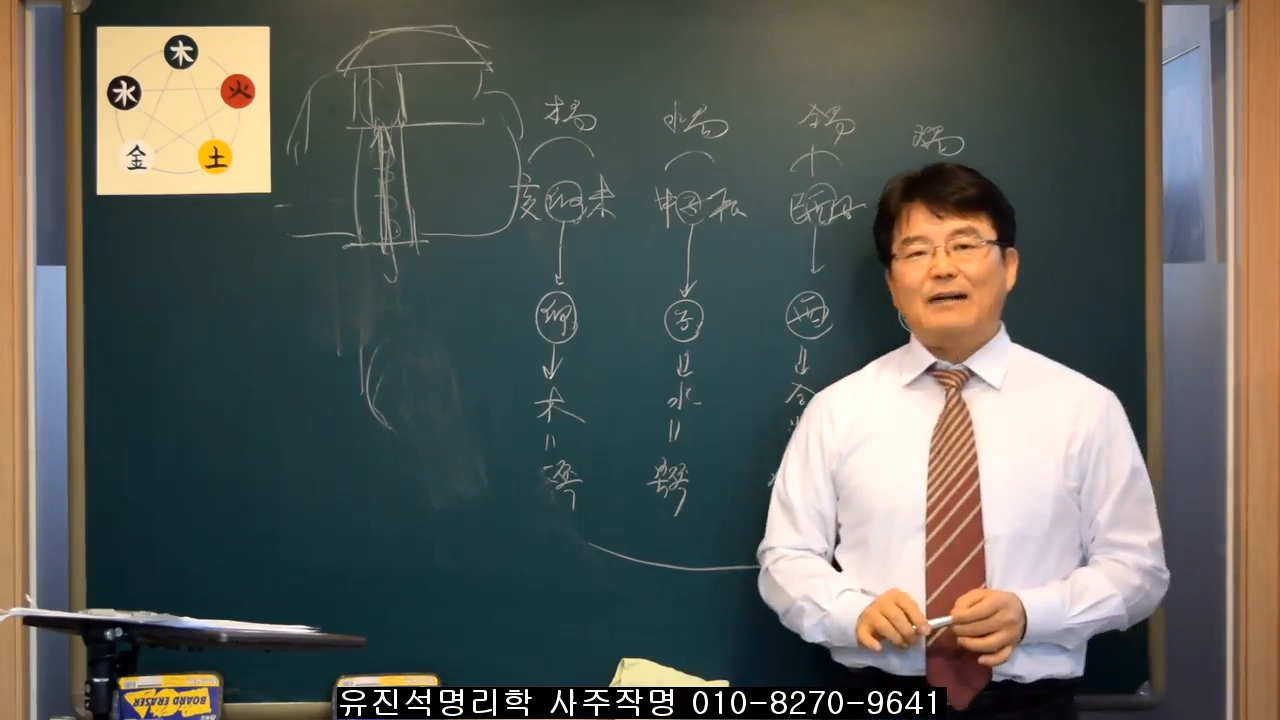 木
水 火
金 土
木局 水局 金局
亥卯未 申子辰 巳酉丑
卯 子 酉
木 水 金
BOARD ERASER
유진석명리학 사주작명 010-8270-9641